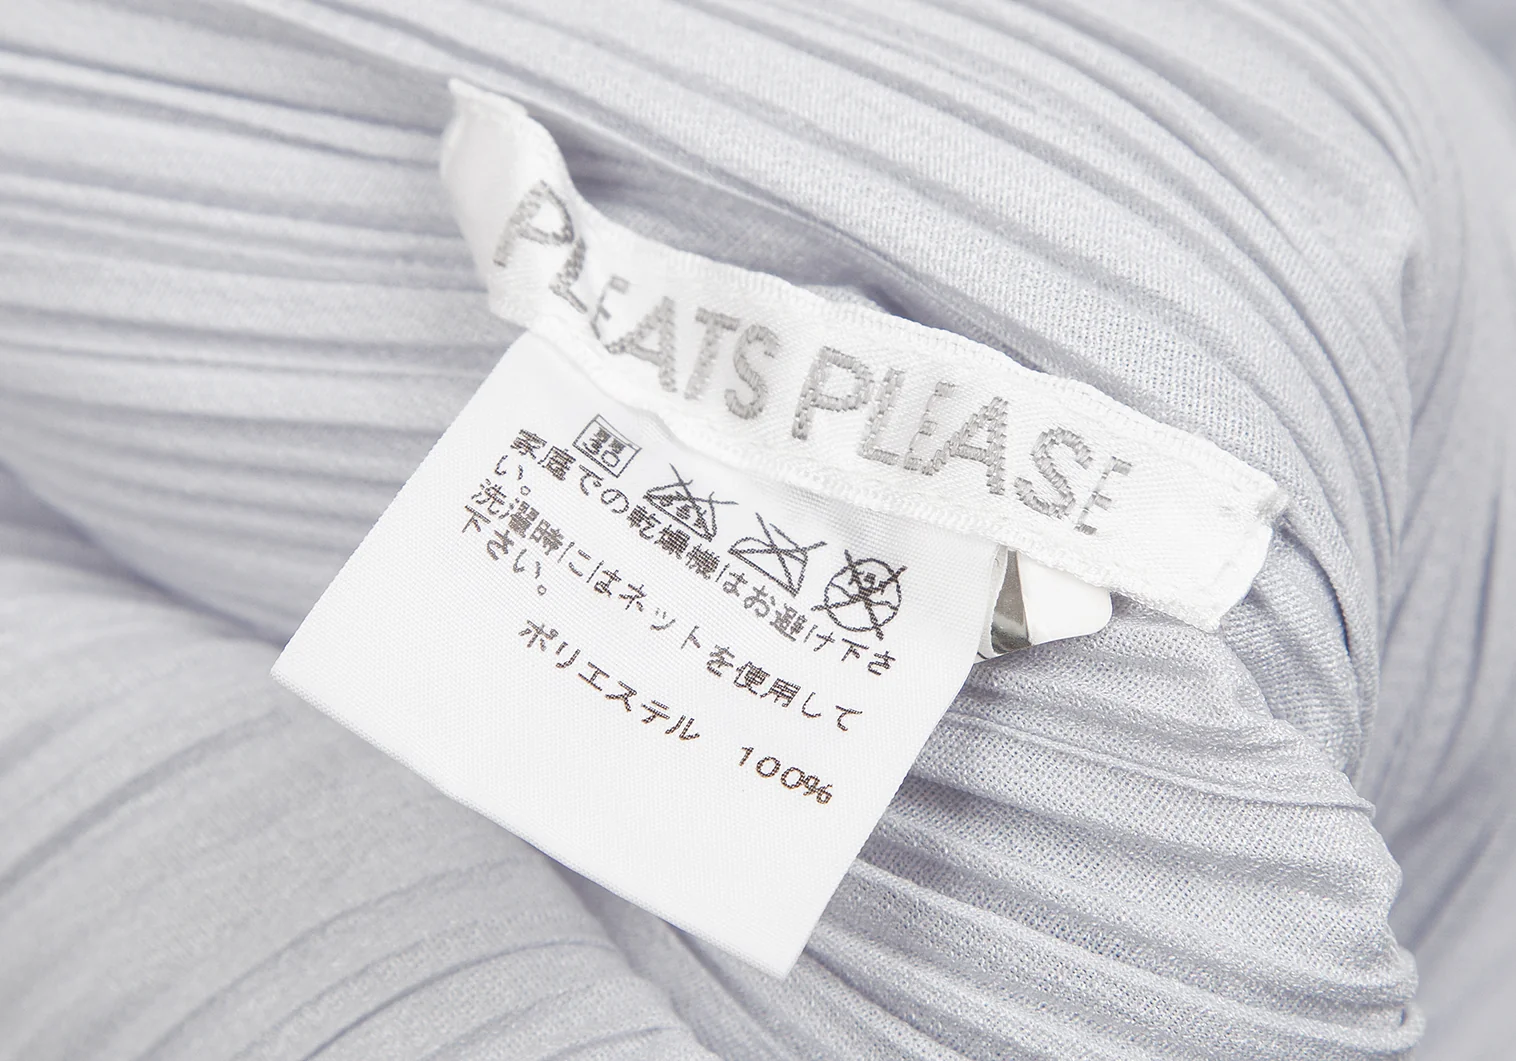 PLEATS PLEASE
弱 30
家庭での乾燥機はお避け下さ
い。
洗濯時にはネットを使用して
下さい。
ポリエステル 100%